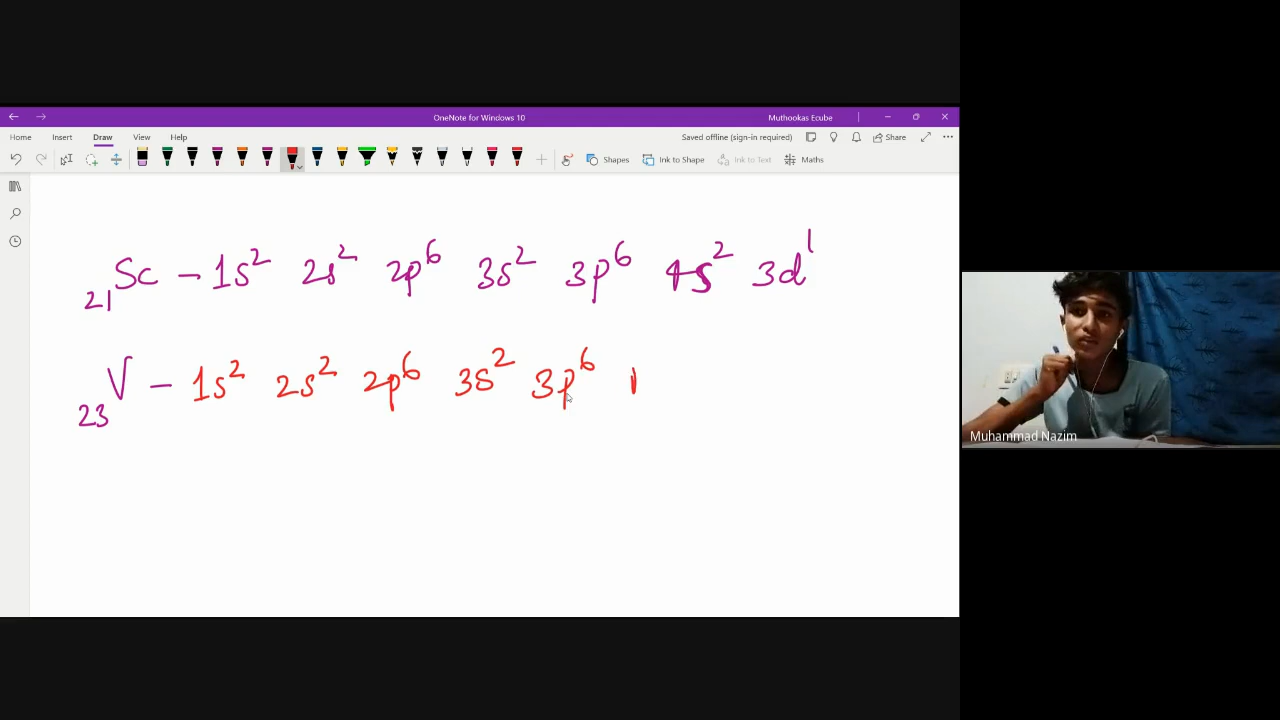 OneNote for Windows 10
Muthookas Ecube
Home Insert Draw View Help
Saved offline (sign-in required)
Share
Shapes
Ink to Shape
Ink to Text
Maths
21Sc - 1s² 2s² 2p⁶ 3s² 3p⁶ 4s² 3d¹
23V - 1s² 2s² 2p⁶ 3s² 3p⁶
Muhammad Nazim